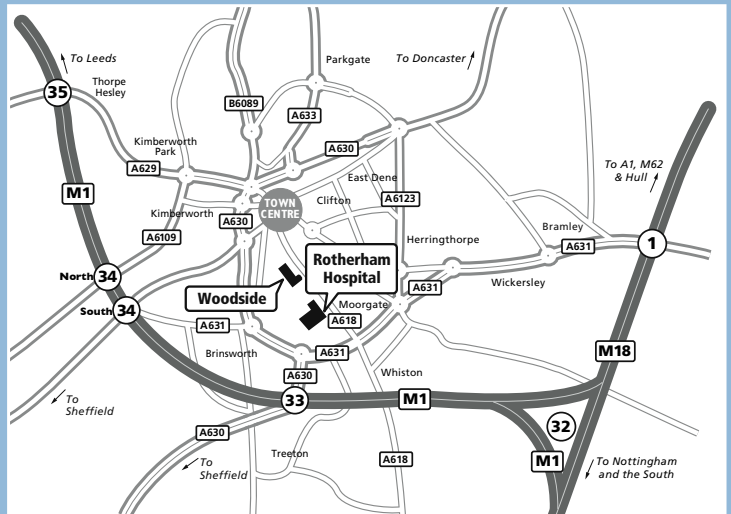 To Leeds
Parkgate
To Doncaster
Thorpe
Hesley
35
B6089
A633
Kimberworth
Park
A630
To A1, M62
& Hull
A629
East Dene
M1
TOWN
CENTRE
Clifton
A6123
Kimberworth
A630
Bramley
A6109
Herringthorpe
A631
1
Rotherham
Hospital
North
34
Wickersley
A631
Woodside
Moorgate
South
34
A618
A631
Brinsworth
A631
M18
Whiston
A630
To
Sheffield
33
M1
32
A630
Treeton
To
Sheffield
A618
M1
To Nottingham
and the South